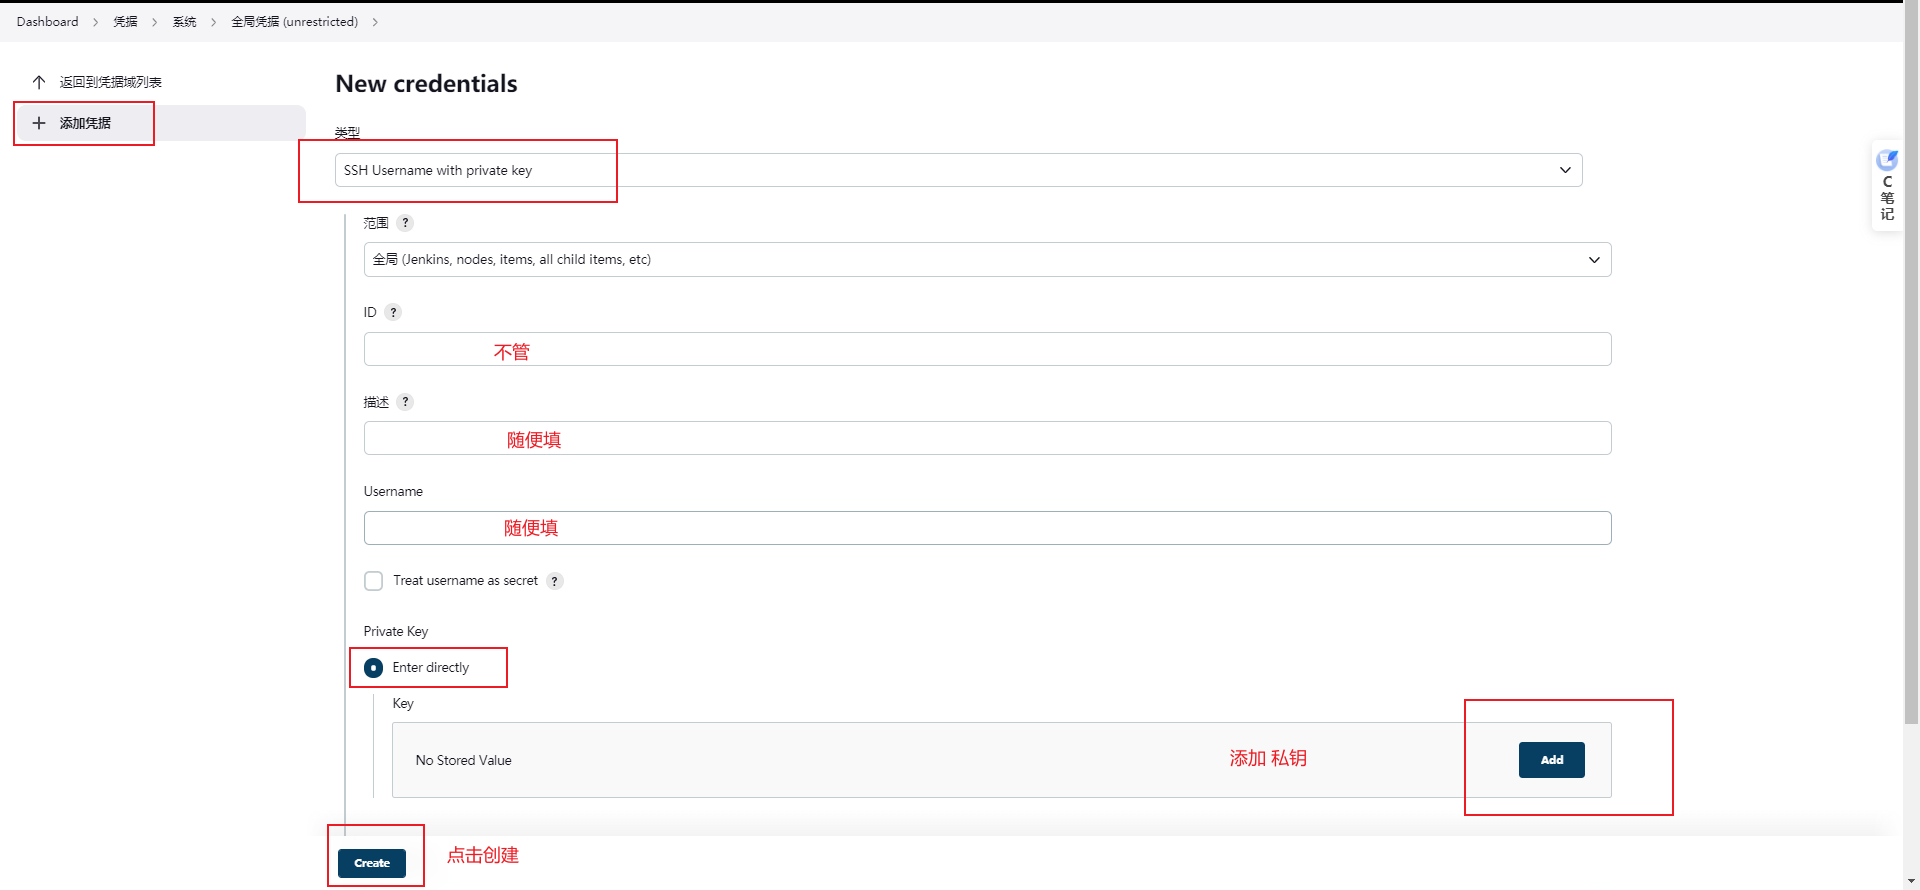 Dashboard > 凭据 > 系统 > 全局凭据 (unrestricted) >
返回到凭据域列表
添加凭据
New credentials
类型
SSH Username with private key
范围 ?
全局 (Jenkins, nodes, items, all child items, etc)
ID ?
不管
描述 ?
随便填
Username
随便填
Treat username as secret ?
Private Key
Enter directly
Key
No Stored Value
添加 私钥
Add
Create
点击创建
C
笔
记